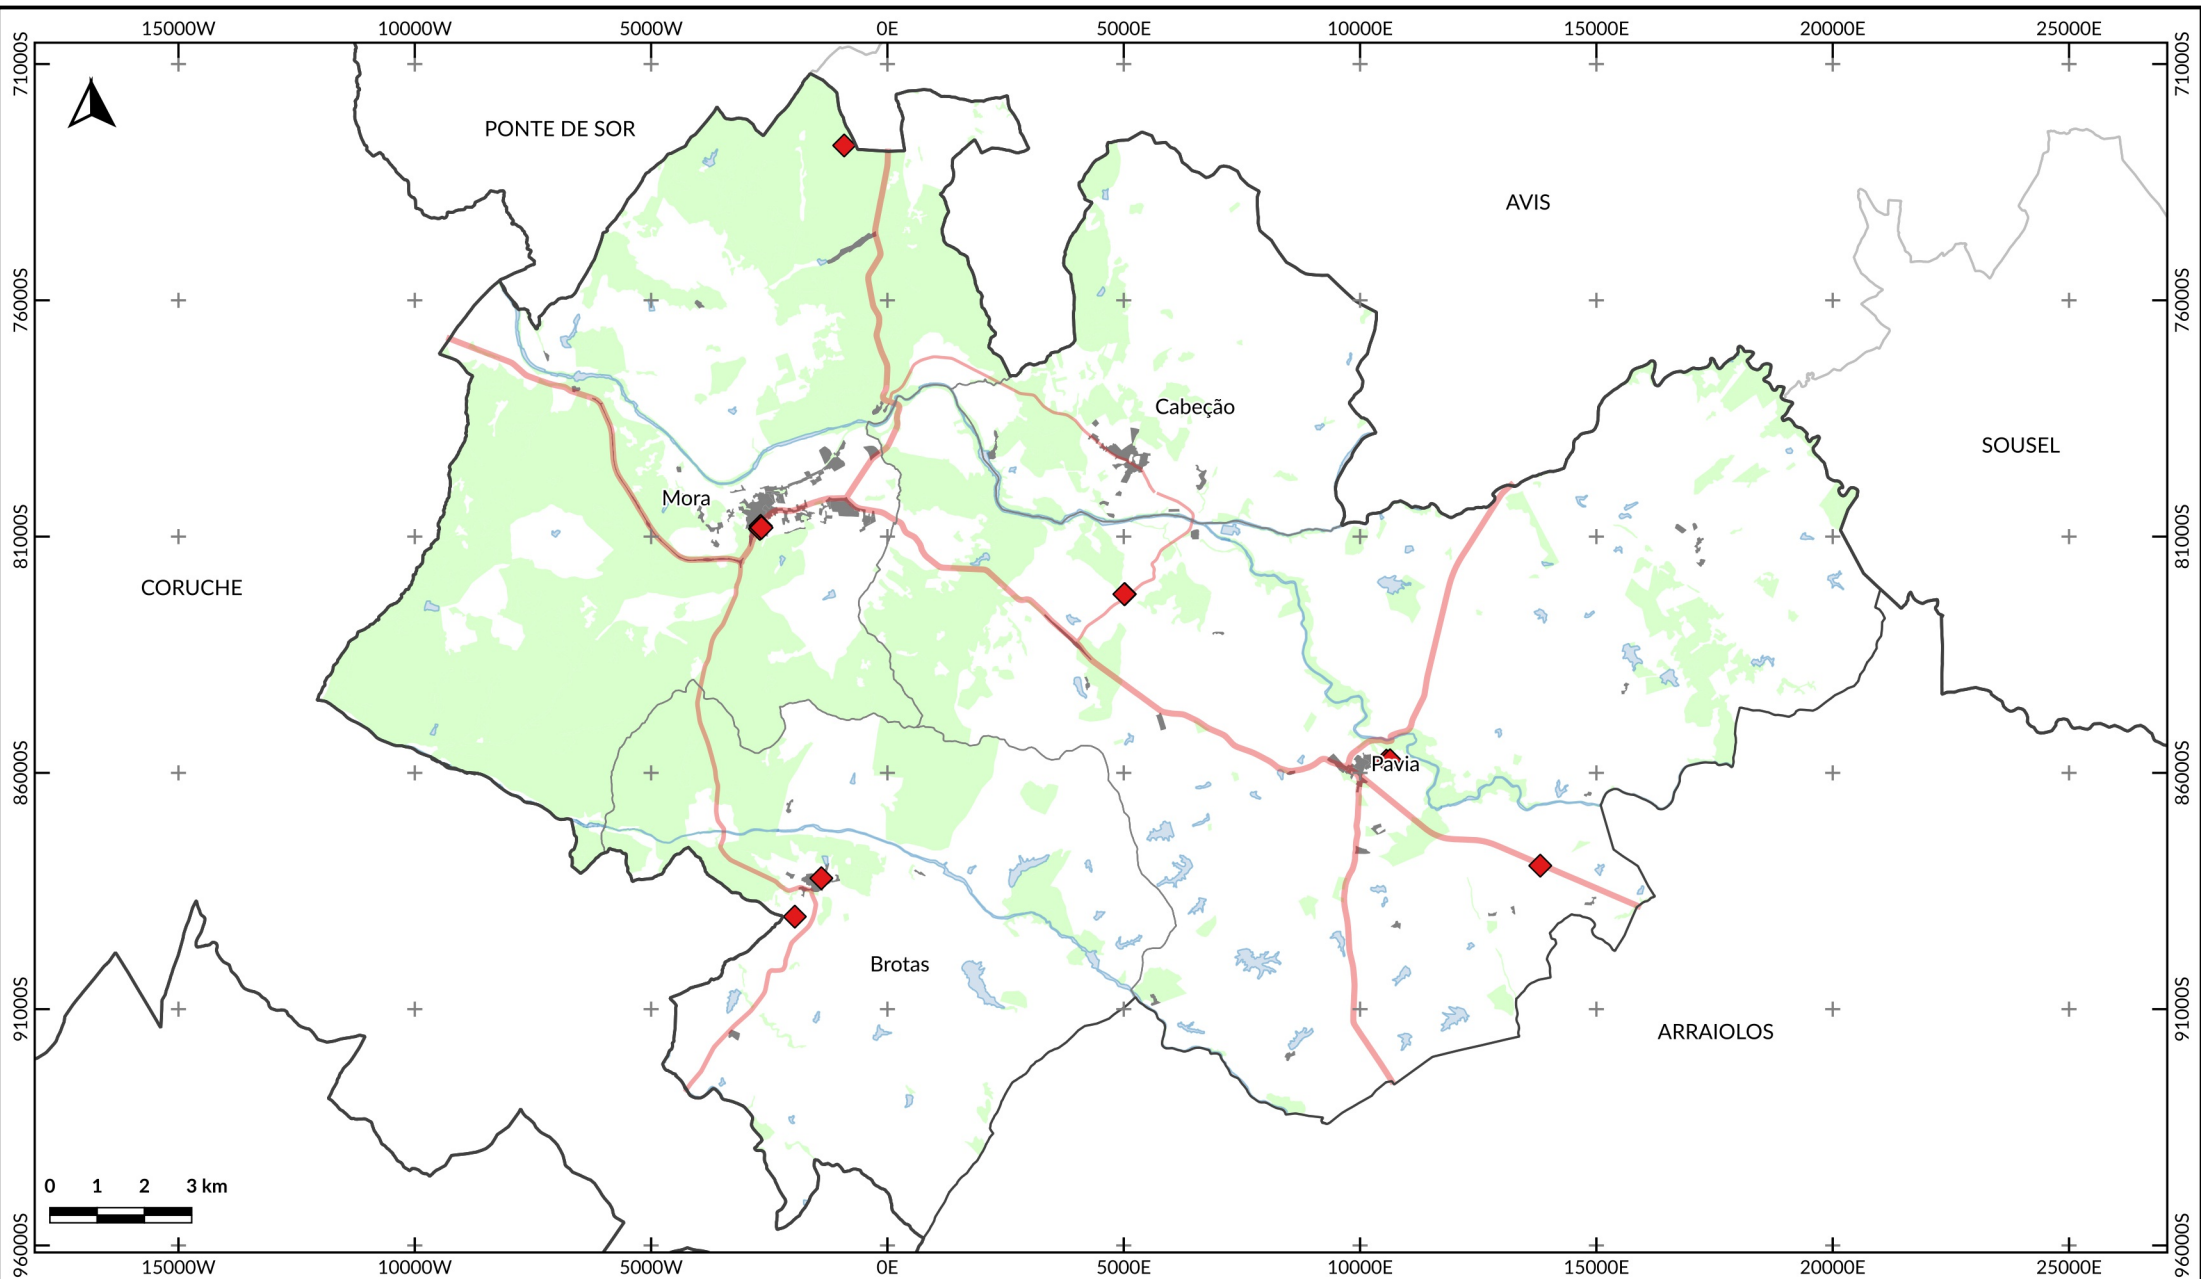 15000W 10000W 5000W 0E 5000E 10000E 15000E 20000E 25000E
71000S 71000S
PONTE DE SOR
AVIS
76000S 76000S
Cabeção
SOUSEL
Mora
81000S 81000S
CORUCHE
Pavia
86000S 86000S
Brotas
91000S 91000S
ARRAIOLOS
0 1 2 3 km
96000S 96000S
15000W 10000W 5000W 0E 5000E 10000E 15000E 20000E 25000E